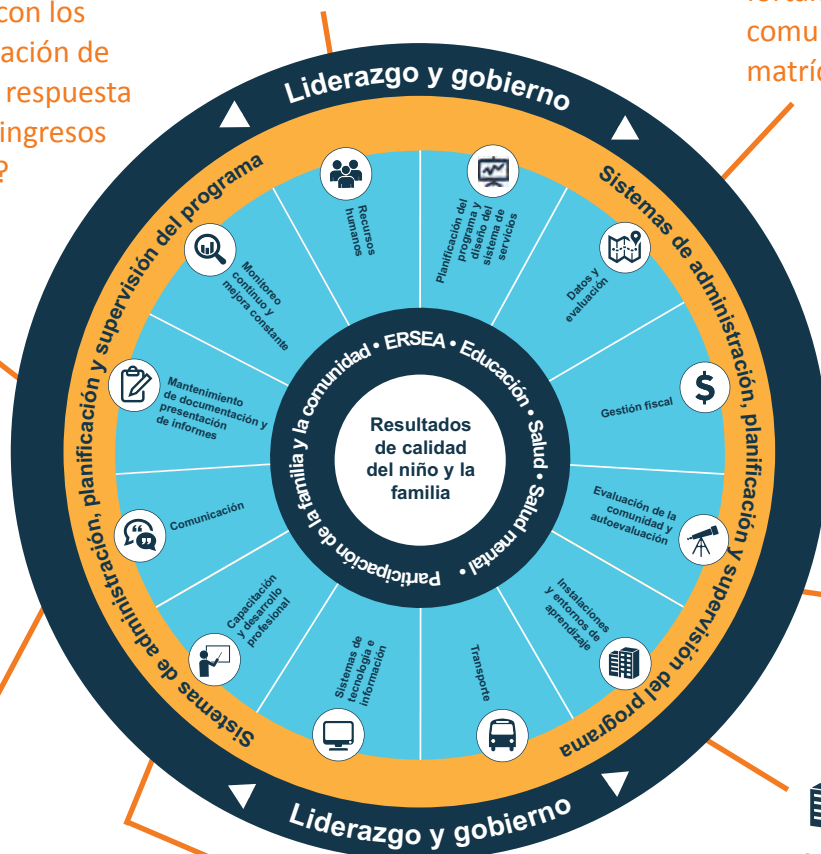 con los
ación de
respuesta
ingresos
?
comu
matríc
Liderazgo y gobierno
Sistemas de administración, planificación y supervisión del programa
Sistemas de administración, planificación y supervisión del programa
Recursos
humanos
Planificación del
programa y
diseño del
sistema de
servicios
Datos y
evaluación
$
Gestión fiscal
Evaluación de la
comunidad y
autoevaluación
Instalaciones
y entornos de
aprendizaje
Transporte
Sistemas de
tecnología e
información
Capacitación
y desarrollo
profesional
Comunicación
Mantenimiento
de documentación y
presentación
de informes
Monitoreo
continuo y
mejora constante
Participación de la familia y la comunidad • ERSEA • Educación • Salud • Salud mental •
Resultados
de calidad
del niño y la
familia
Liderazgo y gobierno